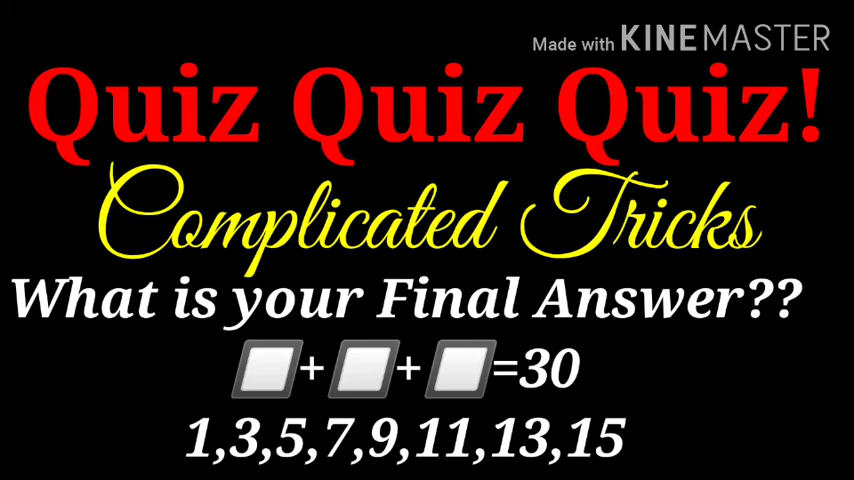 Made with KINEMASTER
Quiz Quiz Quiz!
Complicated Tricks
What is your Final Answer??
⬜+⬜+⬜=30
1,3,5,7,9,11,13,15